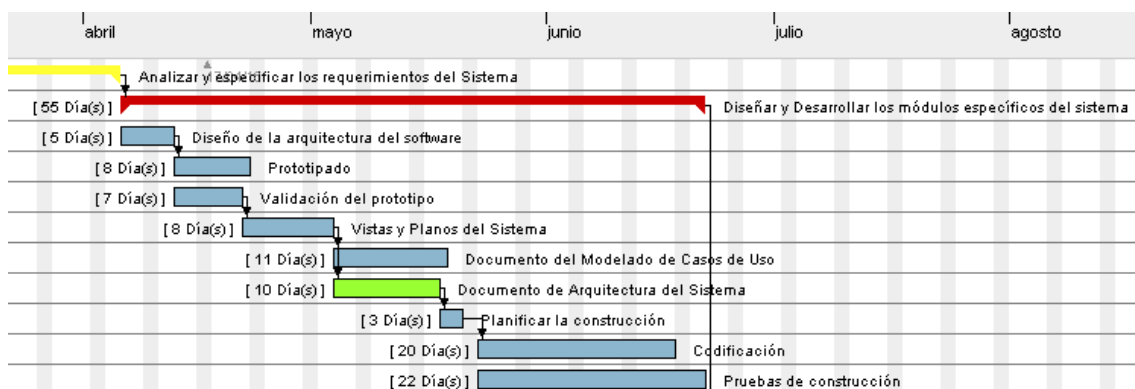 abril mayo junio julio agosto
Analizar y especificar los requerimientos del Sistema
[55 Día(s)] Diseñar y Desarrollar los módulos específicos del sistema
[5 Día(s)] Diseño de la arquitectura del software
[8 Día(s)] Prototipado
[7 Día(s)] Validación del prototipo
[8 Día(s)] Vistas y Planos del Sistema
[11 Día(s)] Documento del Modelado de Casos de Uso
[10 Día(s)] Documento de Arquitectura del Sistema
[3 Día(s)] Planificar la construcción
[20 Día(s)] Codificación
[22 Día(s)] Pruebas de construcción